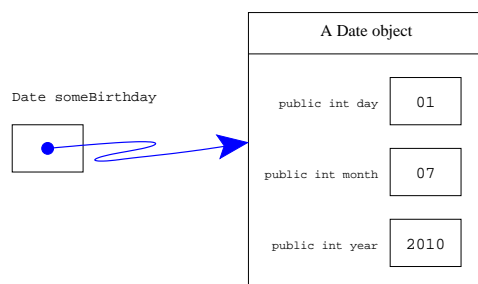 A Date object
Date someBirthday
public int day
01
public int month
07
public int year
2010